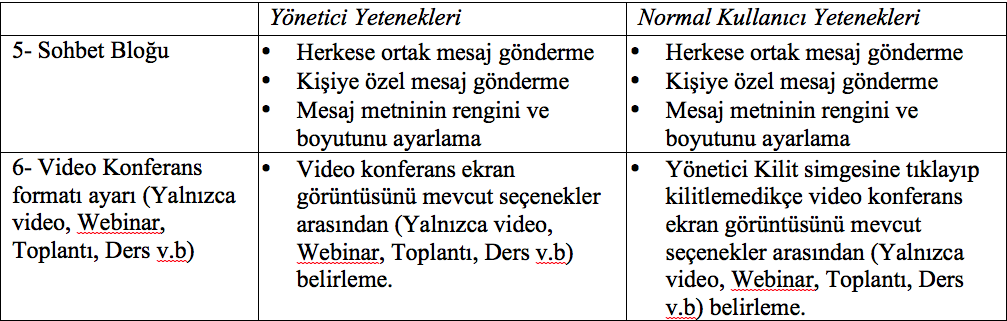 Yönetici Yetenekleri
Normal Kullanıcı Yetenekleri
5- Sohbet Bloğu
• Herkese ortak mesaj gönderme
• Kişiye özel mesaj gönderme
• Mesaj metninin rengini ve
boyutunu ayarlama
• Herkese ortak mesaj gönderme
• Kişiye özel mesaj gönderme
• Mesaj metninin rengini ve
boyutunu ayarlama
6- Video Konferans
formatı ayarı (Yalnızca
video, Webinar,
Toplantı, Ders v.b)
• Video konferans ekran
görüntüsünü mevcut seçenekler
arasından (Yalnızca video,
Webinar, Toplantı, Ders v.b)
belirleme.
• Yönetici Kilit simgesine tıklayıp
kilitlemedikçe video konferans
ekran görüntüsünü mevcut
seçenekler arasından (Yalnızca
video, Webinar, Toplantı, Ders
v.b) belirleme.